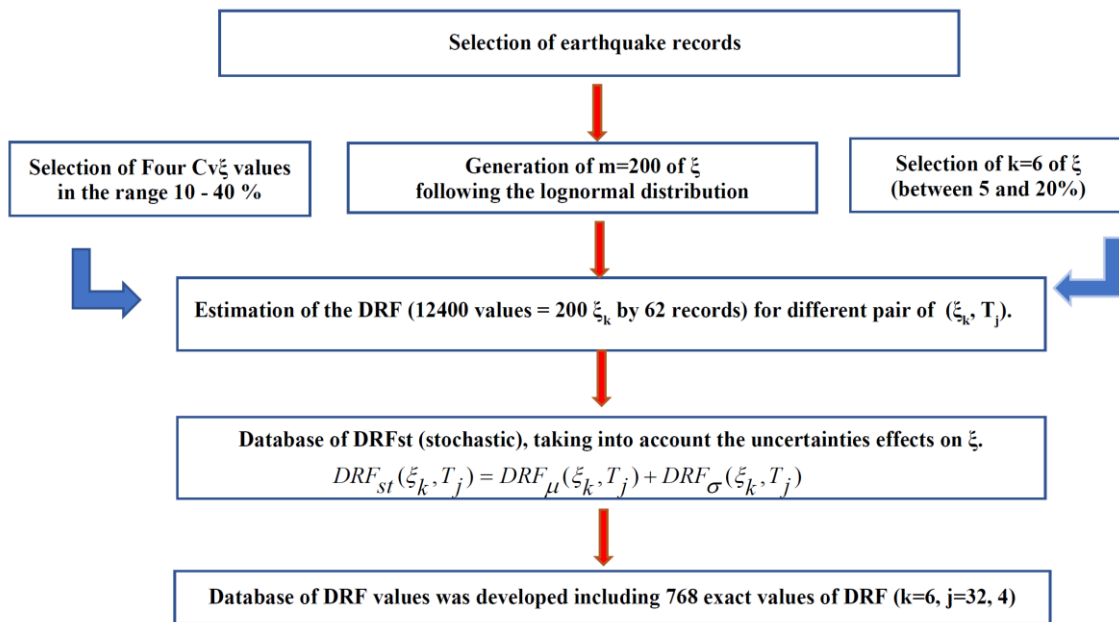 Selection of earthquake records
Selection of Four Cvξ values
in the range 10 - 40 %
Generation of m=200 of ξ
following the lognormal distribution
Selection of k=6 of ξ
(between 5 and 20%)
Estimation of the DRF (12400 values = 200 ξk by 62 records) for different pair of (ξk, Tj).
Database of DRFst (stochastic), taking into account the uncertainties effects on ξ.
DRFst(ξk,Tj) = DRFμ(ξk,Tj) + DRFσ(ξk,Tj)
Database of DRF values was developed including 768 exact values of DRF (k=6, j=32, 4)